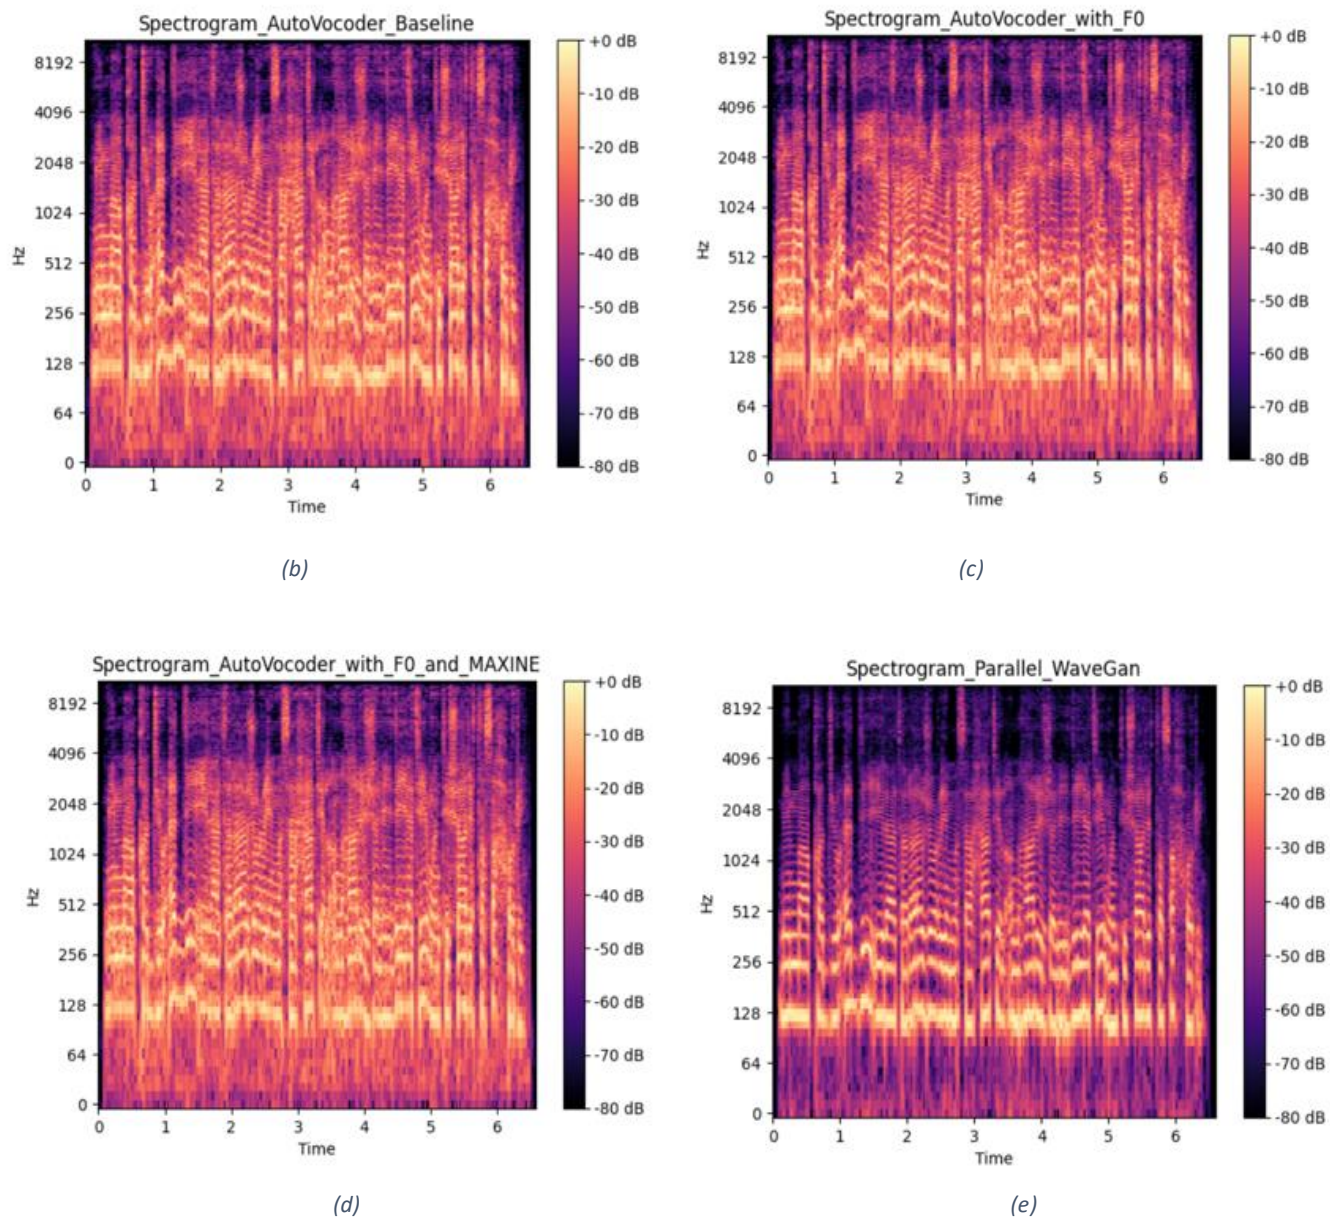 Spectrogram_AutoVocoder_Baseline
8192
4096
2048
1024
512
256
128
64
0
Hz
0 1 2 3 4 5 6
Time
+0 dB
-10 dB
-20 dB
-30 dB
-40 dB
-50 dB
-60 dB
-70 dB
-80 dB
(b)
Spectrogram_AutoVocoder_with_F0
8192
4096
2048
1024
512
256
128
64
0
Hz
0 1 2 3 4 5 6
Time
+0 dB
-10 dB
-20 dB
-30 dB
-40 dB
-50 dB
-60 dB
-70 dB
-80 dB
(c)
Spectrogram_AutoVocoder_with_F0_and_MAXINE
8192
4096
2048
1024
512
256
128
64
0
Hz
0 1 2 3 4 5 6
Time
+0 dB
-10 dB
-20 dB
-30 dB
-40 dB
-50 dB
-60 dB
-70 dB
-80 dB
(d)
Spectrogram_Parallel_WaveGan
8192
4096
2048
1024
512
256
128
64
0
Hz
0 1 2 3 4 5 6
Time
+0 dB
-10 dB
-20 dB
-30 dB
-40 dB
-50 dB
-60 dB
-70 dB
-80 dB
(e)